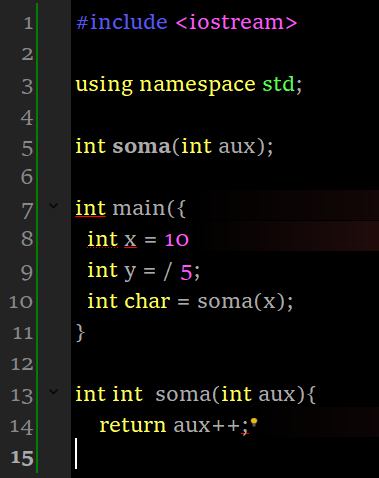 1 #include <iostream>
2
3 using namespace std;
4
5 int soma(int aux);
6
7 int main({
8 int x = 10
9 int y = / 5;
10 int char = soma(x);
11 }
12
13 int int  soma(int aux){
14 return aux++;
15